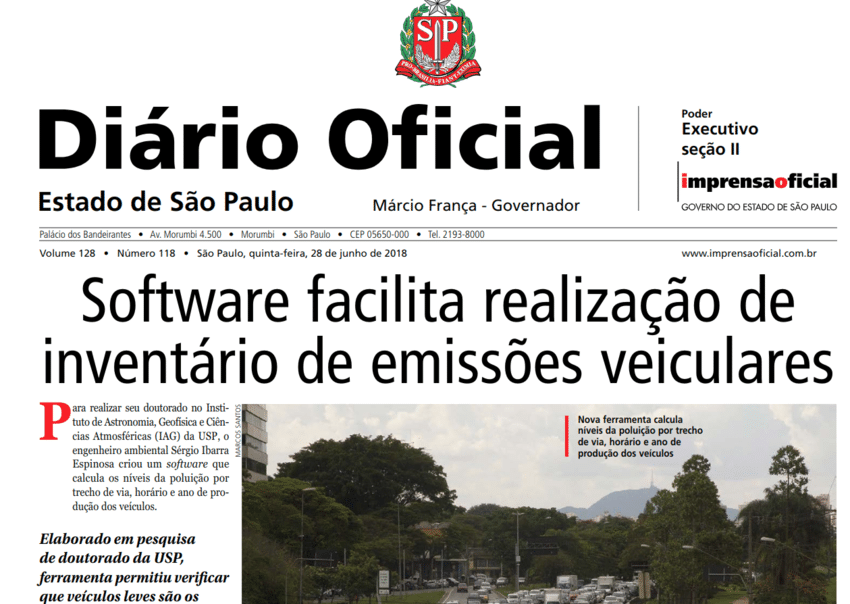 SP
PRO·BRASILIA·FIANT·EXIMIA
Diário Oficial
Estado de São Paulo
Márcio França - Governador
Poder
Executivo
seção II
imprensaoficial
GOVERNO DO ESTADO DE SÃO PAULO
Palácio dos Bandeirantes • Av. Morumbi 4.500 • Morumbi • São Paulo • CEP 05650-000 • Tel. 2193-8000
Volume 128 • Número 118 • São Paulo, quinta-feira, 28 de junho de 2018
www.imprensaoficial.com.br
Software facilita realização de
inventário de emissões veiculares
Para realizar seu doutorado no Insti-
tuto de Astronomia, Geofísica e Ciên-
cias Atmosféricas (IAG) da USP, o
engenheiro ambiental Sérgio Ibarra
Espinosa criou um software que
calcula os níveis da poluição por
trecho de via, horário e ano de pro-
dução dos veículos.
Elaborado em pesquisa
de doutorado da USP,
ferramenta permitiu verificar
que veículos leves são os
MARCOS SANTOS
Nova ferramenta calcula
níveis da poluição por trecho
de via, horário e ano de
produção dos veículos